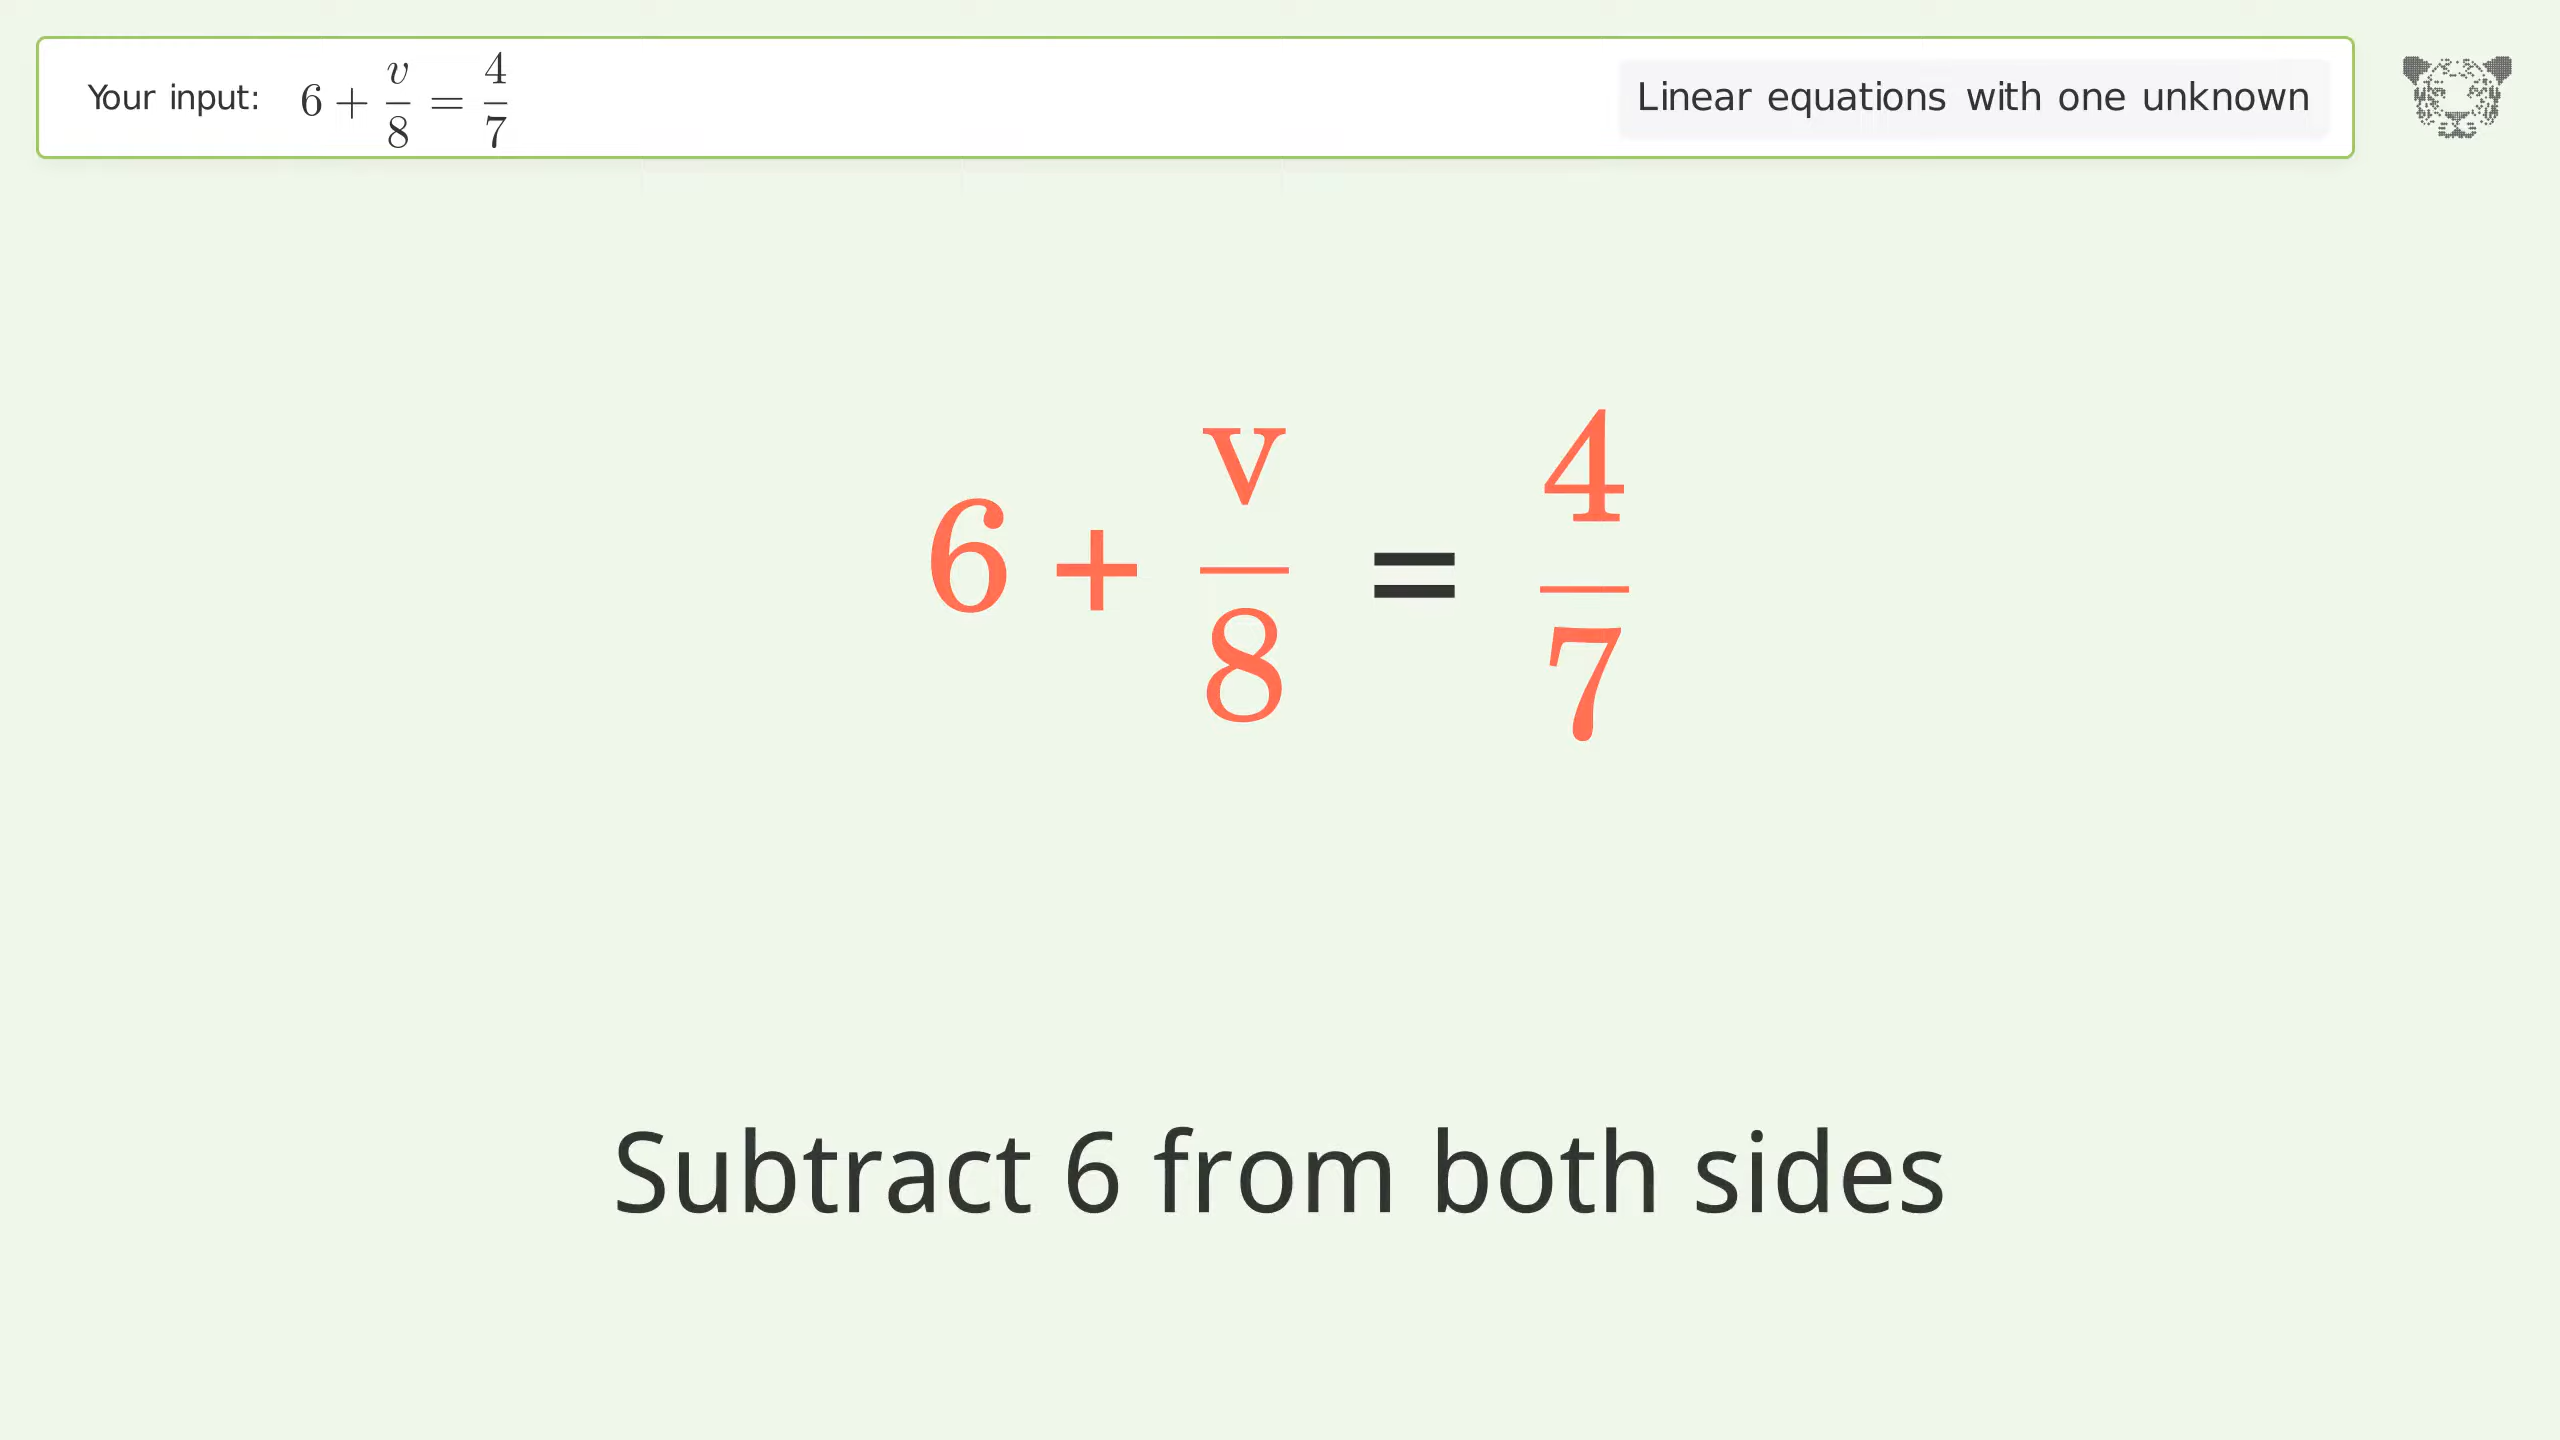 Your input: 6 + v/8 = 4/7
Linear equations with one unknown
6 + v/8 = 4/7
Subtract 6 from both sides